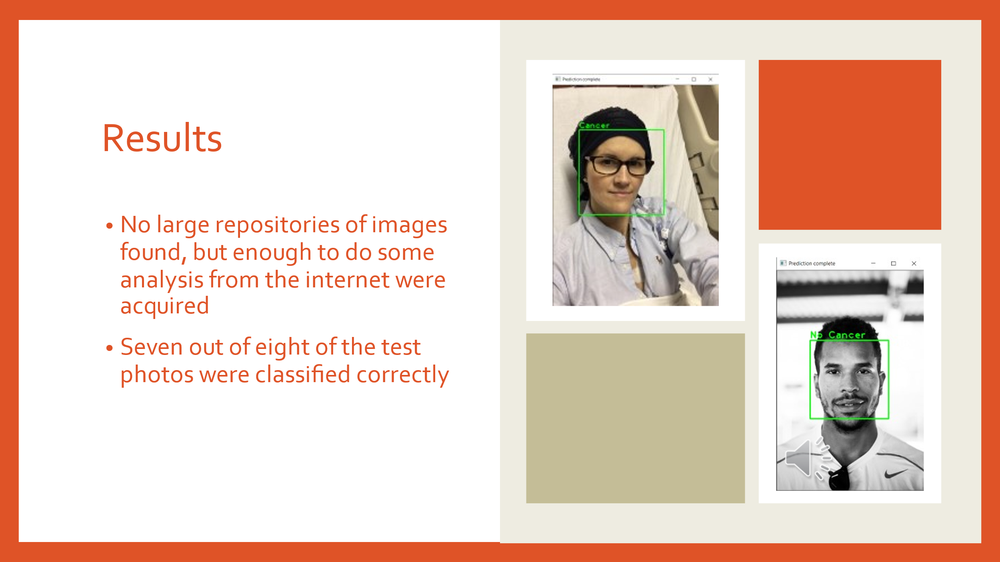 Results
• No large repositories of images
found, but enough to do some
analysis from the internet were
acquired
• Seven out of eight of the test
photos were classified correctly
Prediction complete
Cancer
Prediction complete
No Cancer